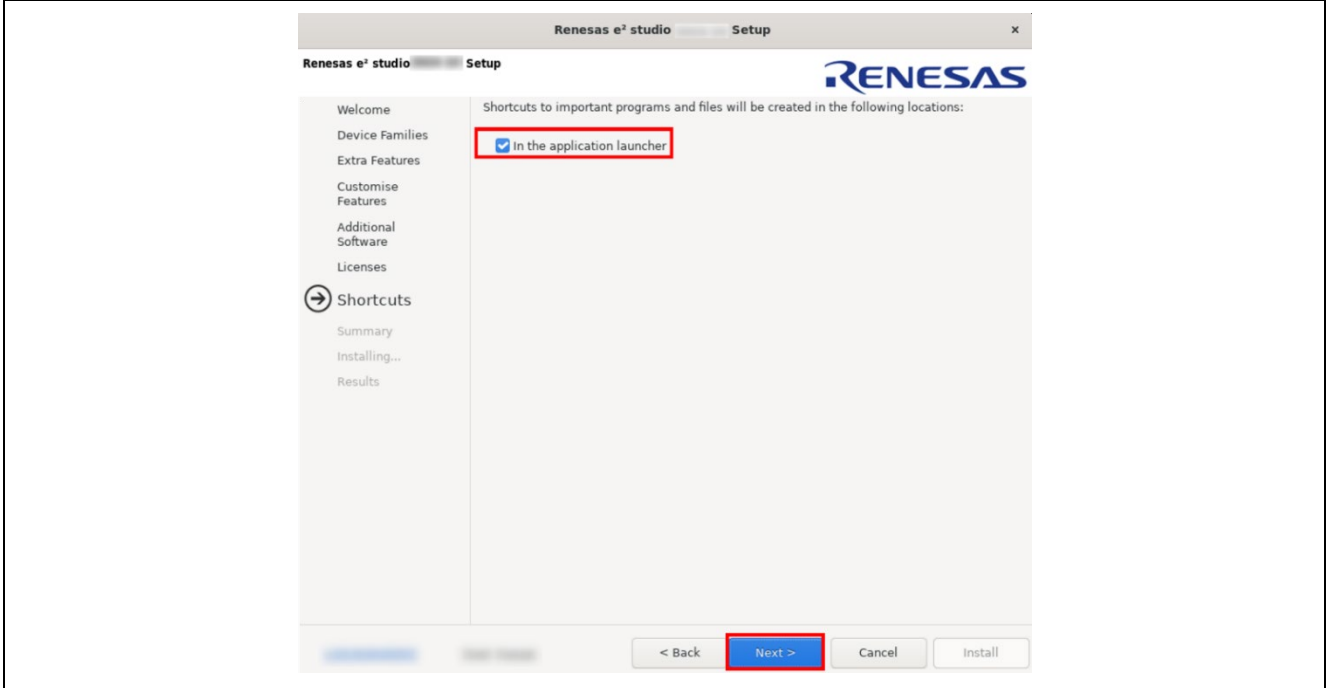 Renesas e² studio Setup
×
Renesas e² studio Setup
RENESAS
Welcome
Device Families
Extra Features
Customise
Features
Additional
Software
Licenses
Shortcuts
Summary
Installing...
Results
Shortcuts to important programs and files will be created in the following locations:
In the application launcher
< Back
Next >
Cancel
Install